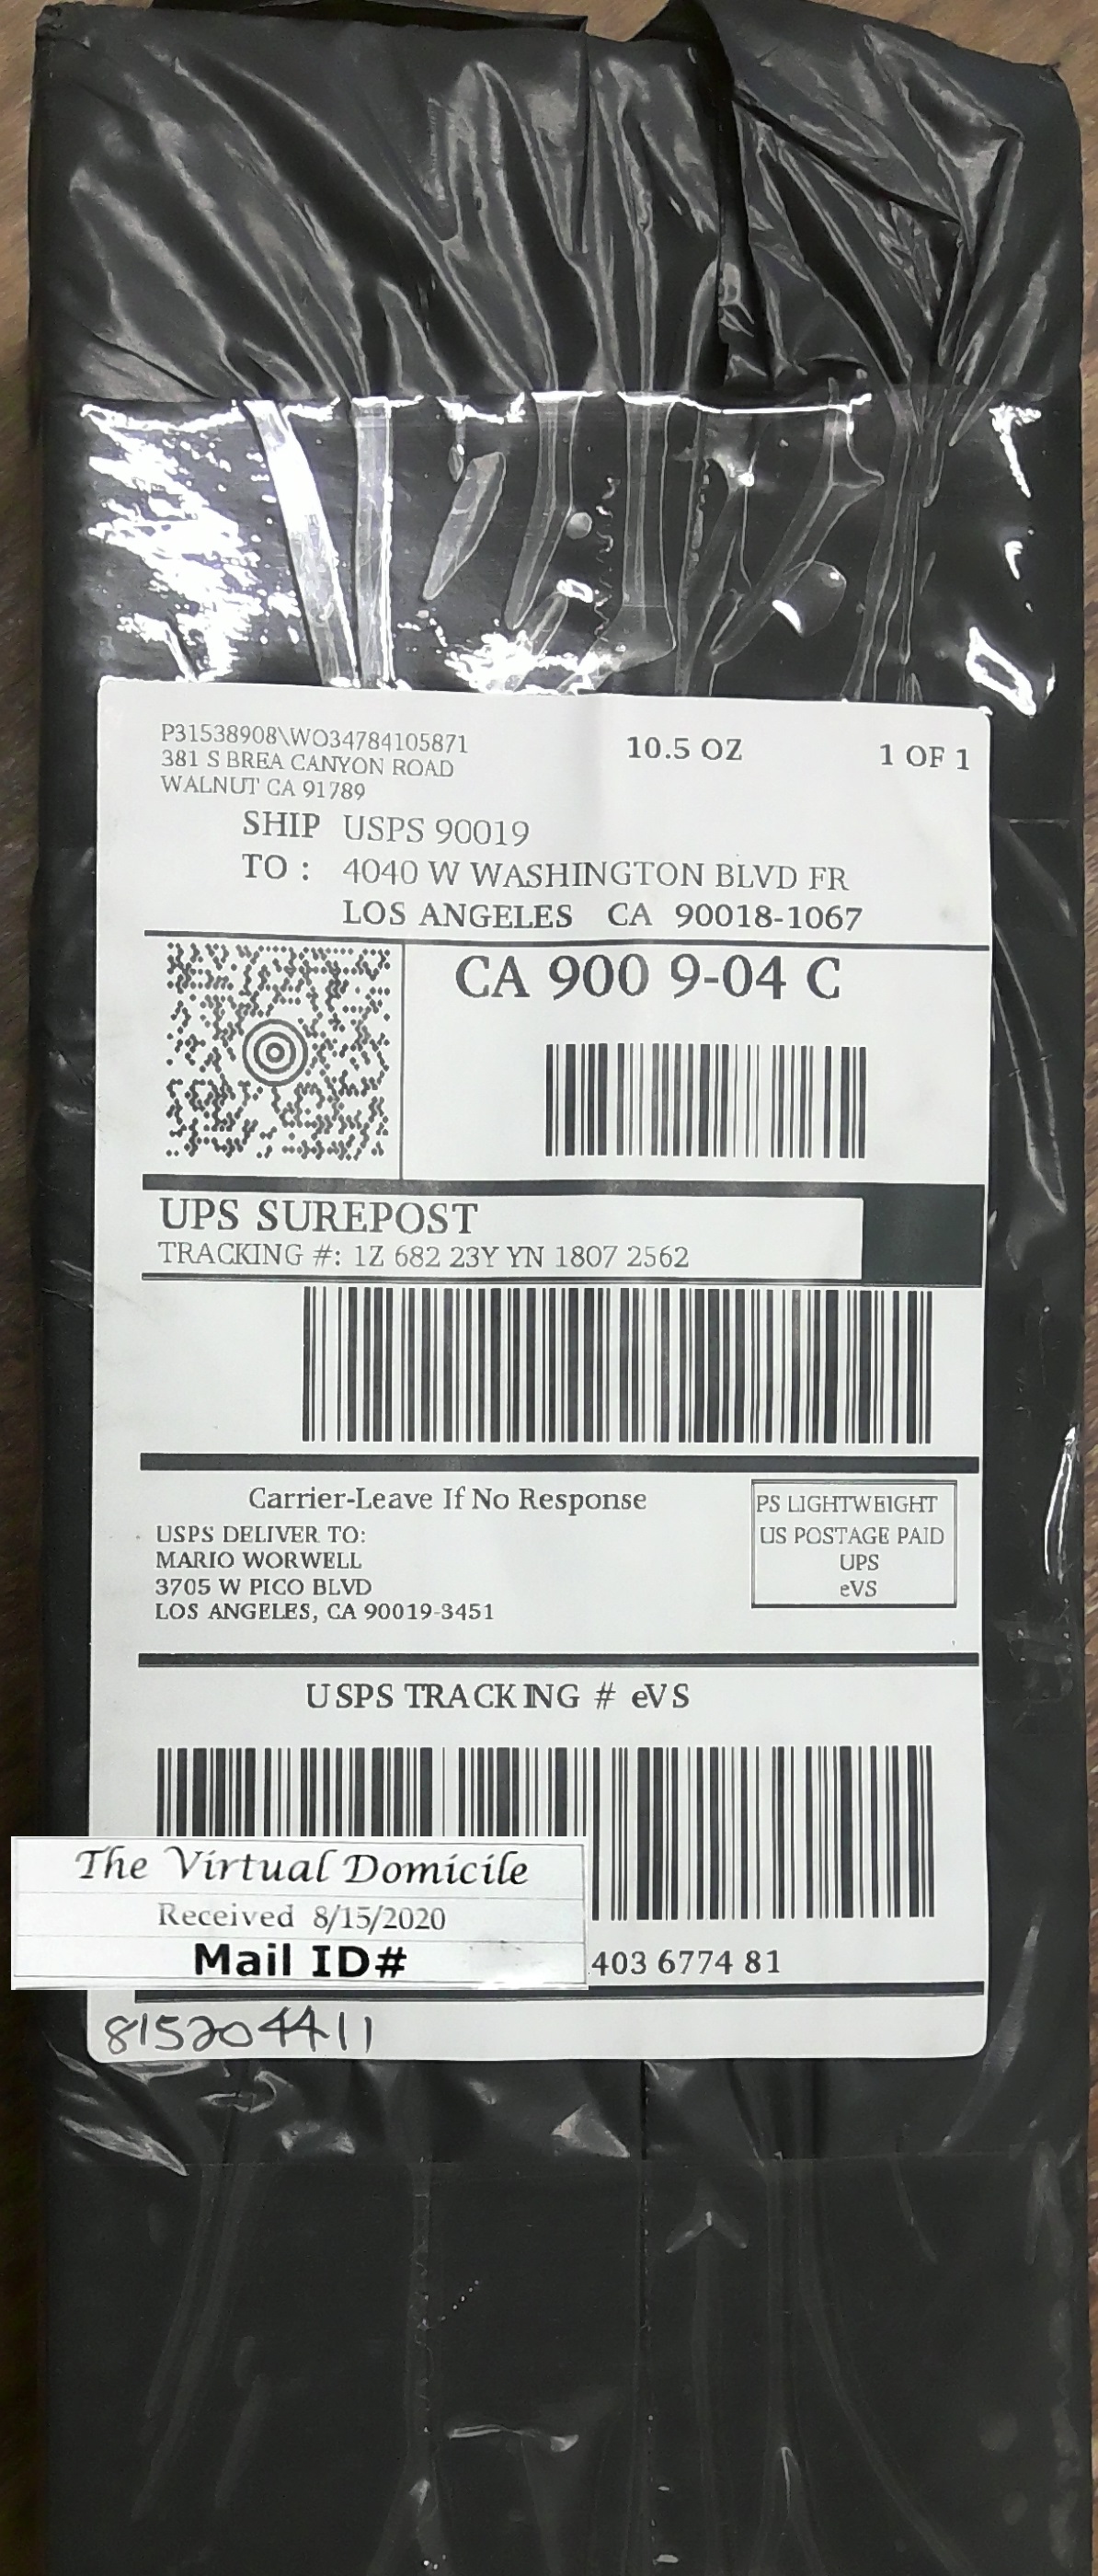 P31538908\WO34784105871
381 S BREA CANYON ROAD
WALNUT CA 91789
10.5 OZ
1 OF 1
SHIP USPS 90019
TO : 4040 W WASHINGTON BLVD FR
LOS ANGELES CA 90018-1067
CA 900 9-04 C
UPS SUREPOST
TRACKING #: 1Z 682 23Y YN 1807 2562
Carrier-Leave If No Response
USPS DELIVER TO:
MARIO WORWELL
3705 W PICO BLVD
LOS ANGELES, CA 90019-3451
PS LIGHTWEIGHT
US POSTAGE PAID
UPS
eVS
USPS TRACKING # eVS
The Virtual Domicile
Received 8/15/2020
Mail ID#
403 6774 81
815204411